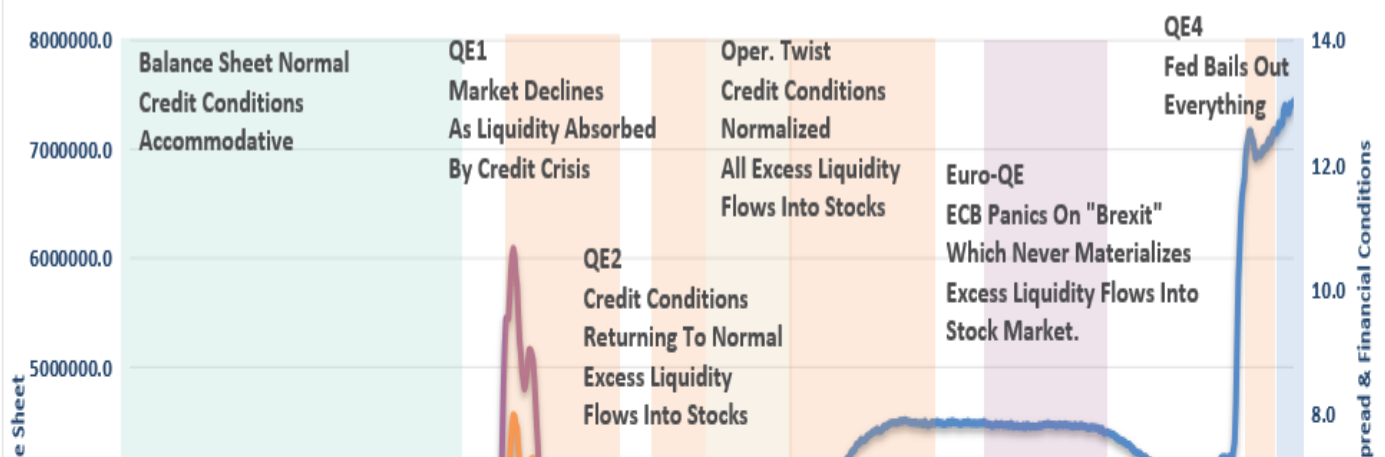 8000000.0
7000000.0
6000000.0
5000000.0
e Sheet
Balance Sheet Normal
Credit Conditions
Accommodative
QE1
Market Declines
As Liquidity Absorbed
By Credit Crisis
QE2
Credit Conditions
Returning To Normal
Excess Liquidity
Flows Into Stocks
Oper. Twist
Credit Conditions
Normalized
All Excess Liquidity
Flows Into Stocks
Euro-QE
ECB Panics On "Brexit"
Which Never Materializes
Excess Liquidity Flows Into
Stock Market.
QE4
Fed Bails Out
Everything
14.0
12.0
10.0
8.0
pread & Financial Conditions